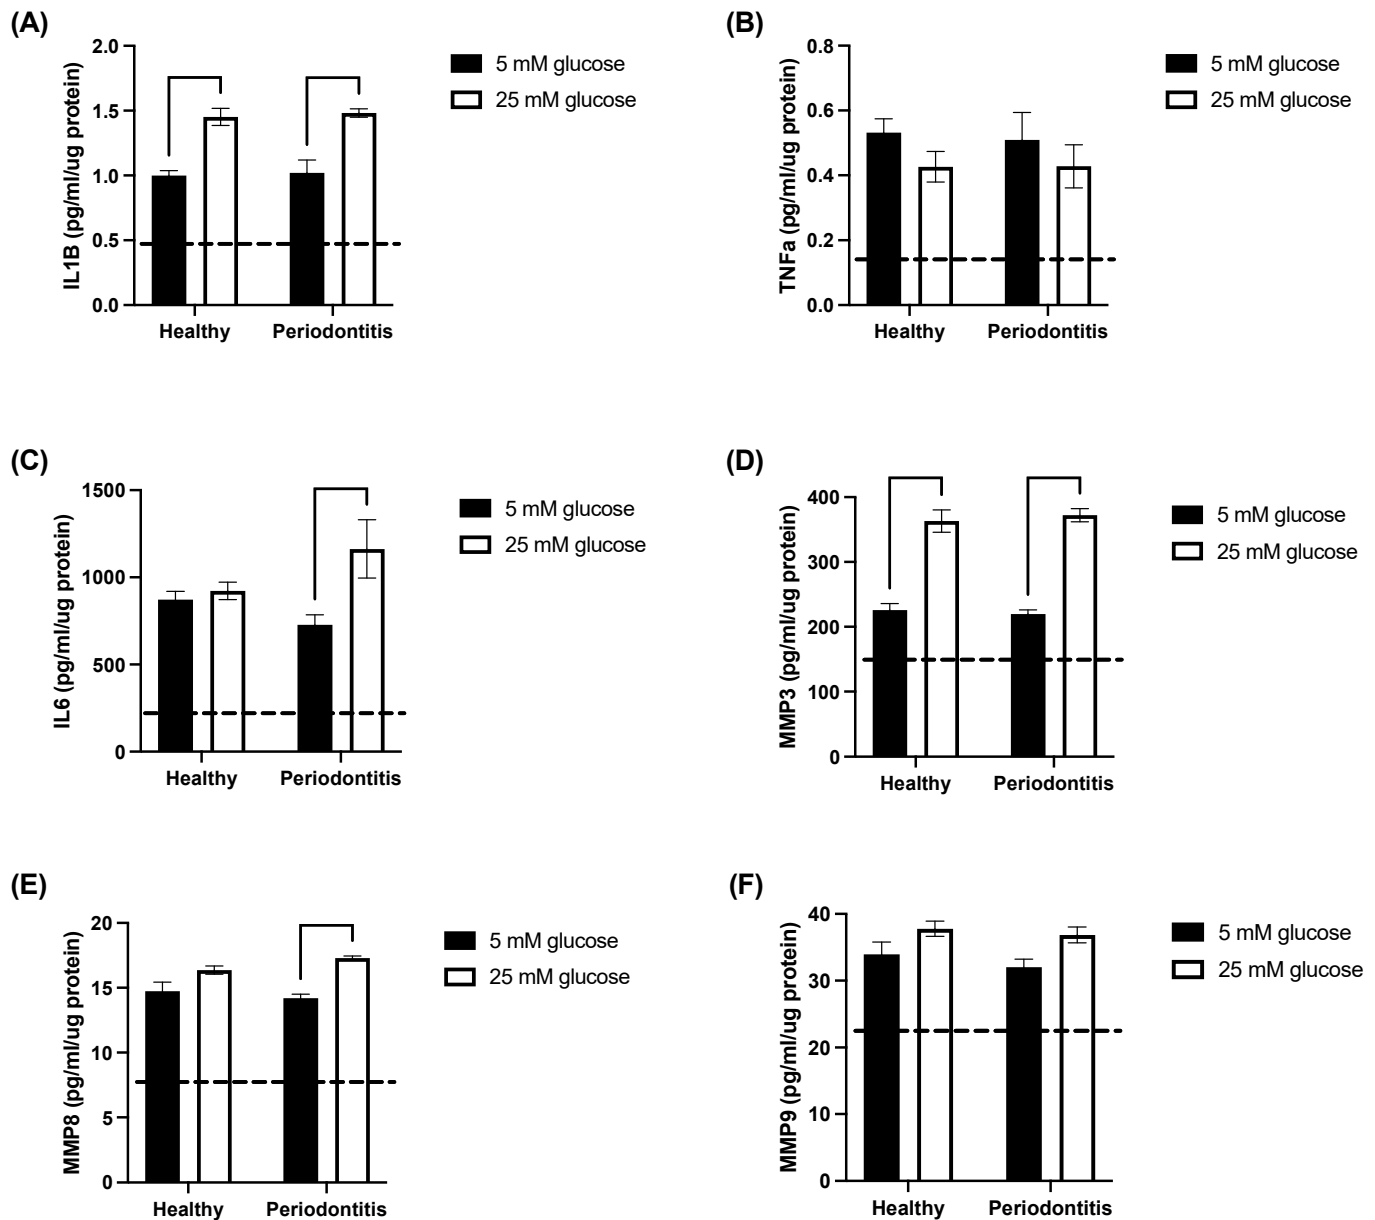 (A)
IL1B (pg/ml/ug protein)
2.0
1.5
1.0
0.5
0.0
Healthy
Periodontitis
5 mM glucose
25 mM glucose
(B)
TNFa (pg/ml/ug protein)
0.8
0.6
0.4
0.2
0.0
Healthy
Periodontitis
5 mM glucose
25 mM glucose
(C)
IL6 (pg/ml/ug protein)
1500
1000
500
0
Healthy
Periodontitis
5 mM glucose
25 mM glucose
(D)
MMP3 (pg/ml/ug protein)
400
300
200
100
0
Healthy
Periodontitis
5 mM glucose
25 mM glucose
(E)
MMP8 (pg/ml/ug protein)
20
15
10
5
0
Healthy
Periodontitis
5 mM glucose
25 mM glucose
(F)
MMP9 (pg/ml/ug protein)
40
30
20
10
0
Healthy
Periodontitis
5 mM glucose
25 mM glucose